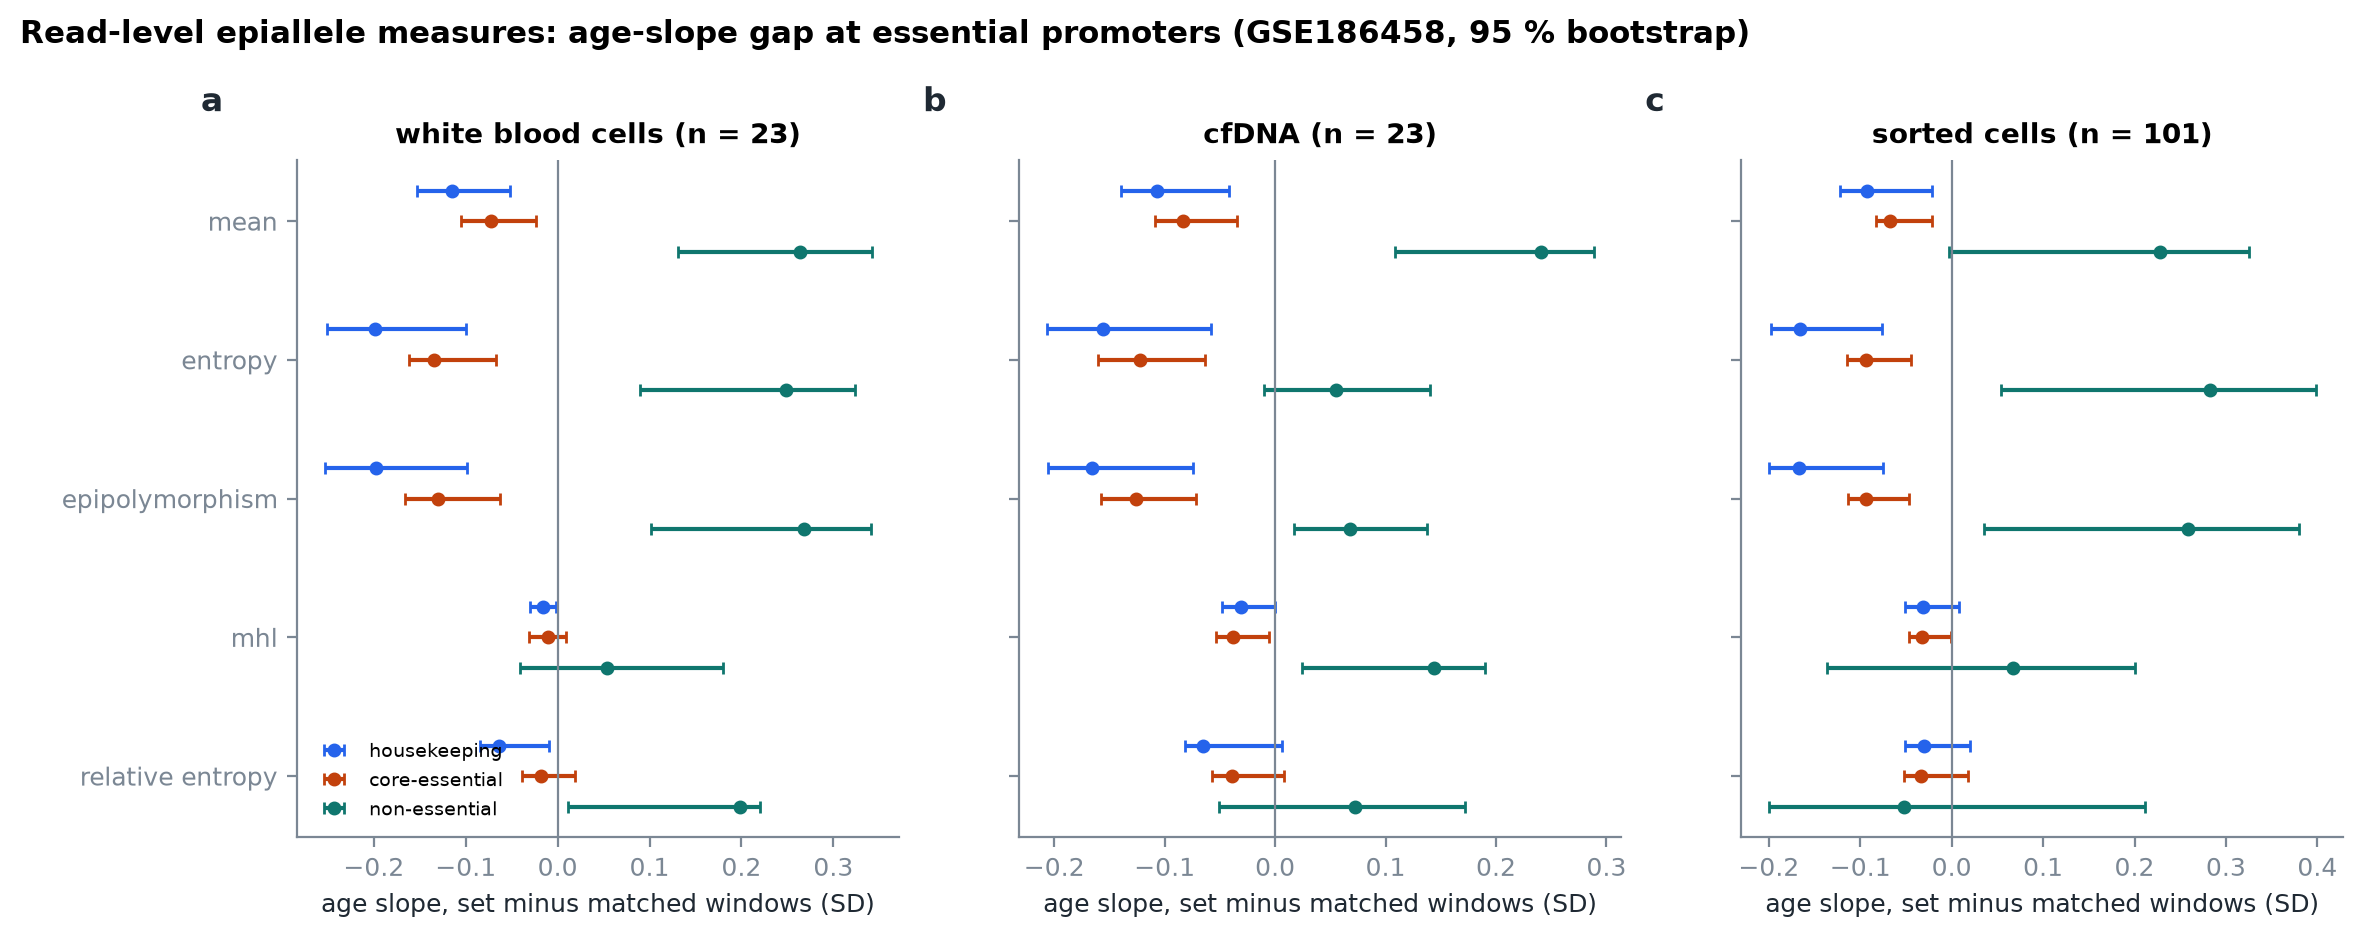 Read-level epiallele measures: age-slope gap at essential promoters (GSE186458, 95 % bootstrap)
a
white blood cells (n = 23)
mean
entropy
epipolymorphism
mhl
relative entropy
housekeeping
core-essential
non-essential
−0.2 −0.1 0.0 0.1 0.2 0.3
age slope, set minus matched windows (SD)
b
cfDNA (n = 23)
−0.2 −0.1 0.0 0.1 0.2 0.3
age slope, set minus matched windows (SD)
c
sorted cells (n = 101)
−0.2 −0.1 0.0 0.1 0.2 0.3 0.4
age slope, set minus matched windows (SD)